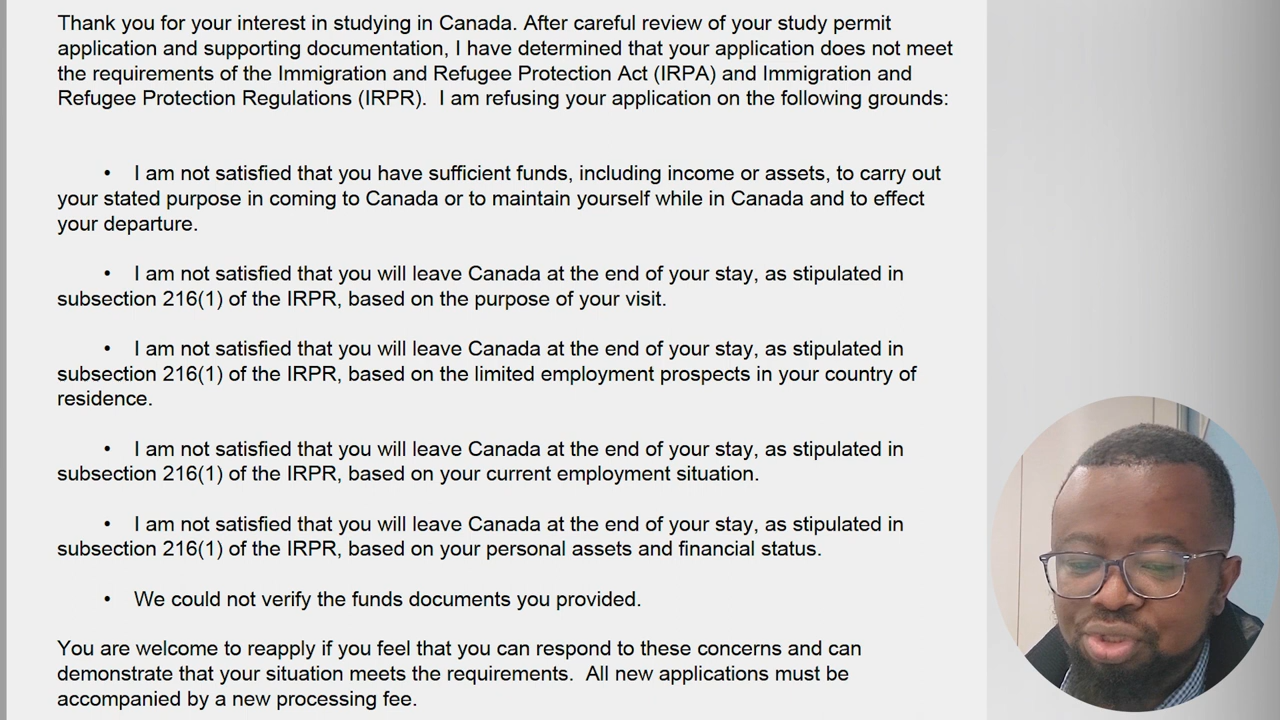 Thank you for your interest in studying in Canada. After careful review of your study permit
application and supporting documentation, I have determined that your application does not meet
the requirements of the Immigration and Refugee Protection Act (IRPA) and Immigration and
Refugee Protection Regulations (IRPR).  I am refusing your application on the following grounds:
• I am not satisfied that you have sufficient funds, including income or assets, to carry out
your stated purpose in coming to Canada or to maintain yourself while in Canada and to effect
your departure.
• I am not satisfied that you will leave Canada at the end of your stay, as stipulated in
subsection 216(1) of the IRPR, based on the purpose of your visit.
• I am not satisfied that you will leave Canada at the end of your stay, as stipulated in
subsection 216(1) of the IRPR, based on the limited employment prospects in your country of
residence.
• I am not satisfied that you will leave Canada at the end of your stay, as stipulated in
subsection 216(1) of the IRPR, based on your current employment situation.
• I am not satisfied that you will leave Canada at the end of your stay, as stipulated in
subsection 216(1) of the IRPR, based on your personal assets and financial status.
• We could not verify the funds documents you provided.
You are welcome to reapply if you feel that you can respond to these concerns and can
demonstrate that your situation meets the requirements.  All new applications must be
accompanied by a new processing fee.